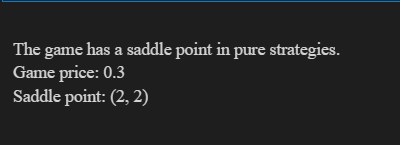 The game has a saddle point in pure strategies.
Game price: 0.3
Saddle point: (2, 2)